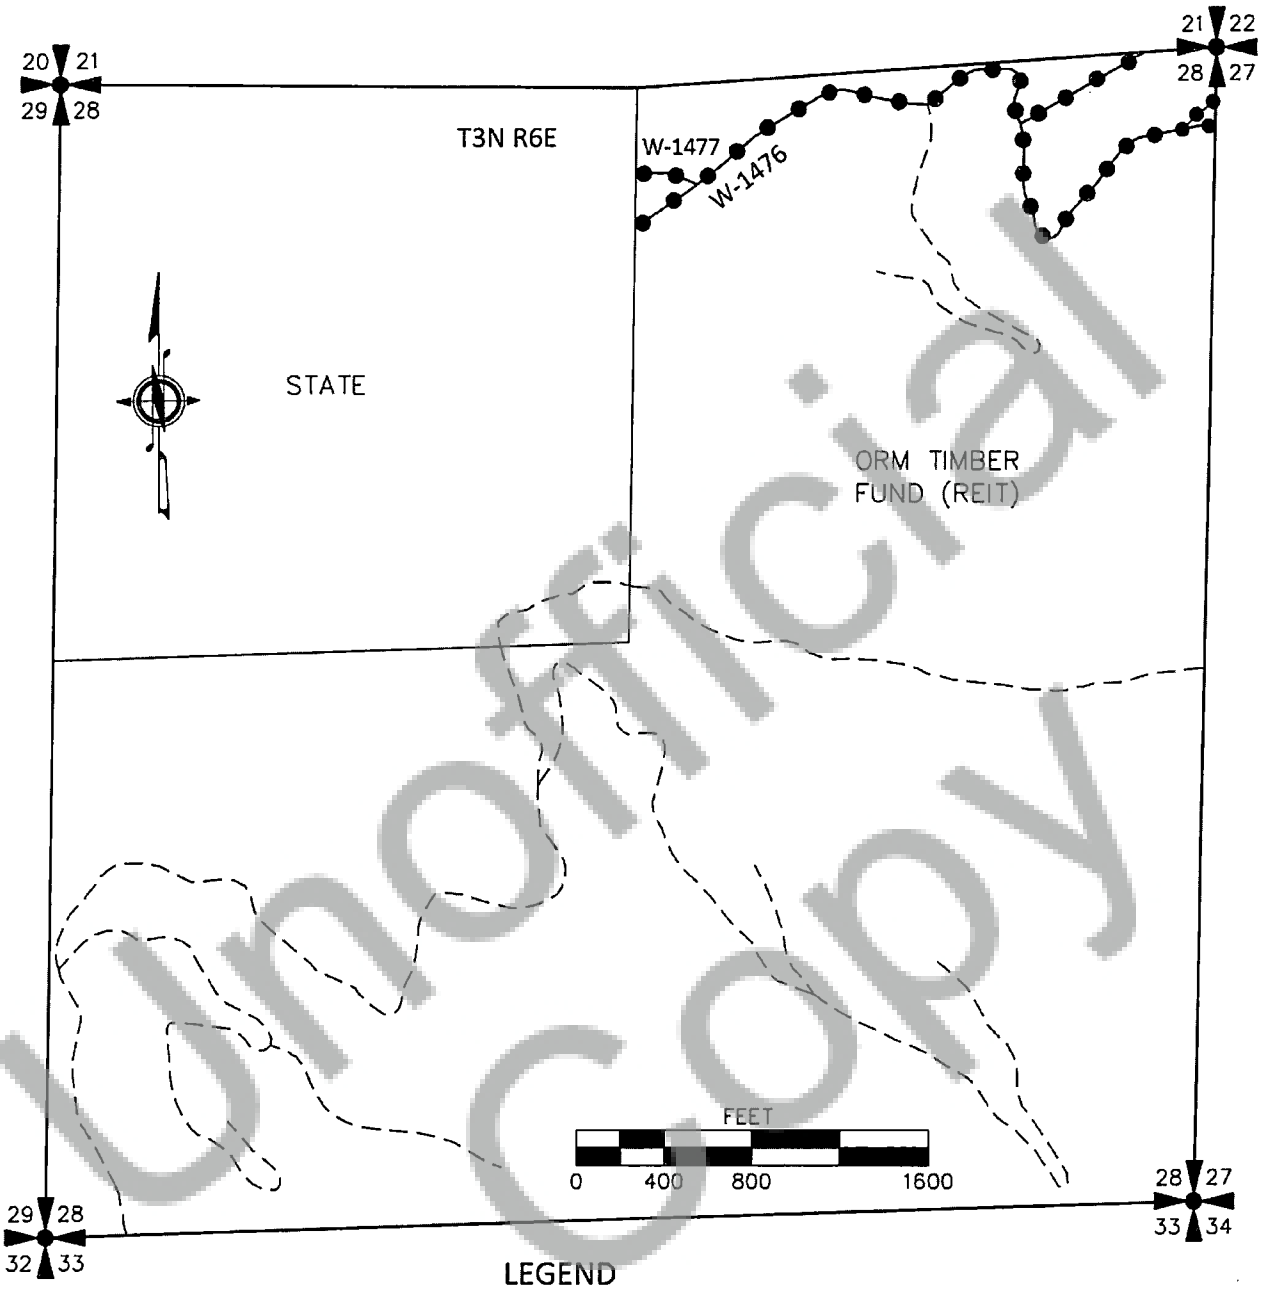 21 22
20 21
28 27
29 28
T3N R6E
W-1477
W-1476
STATE
ORM TIMBER
FUND (REIT)
Unofficial
Copy
FEET
0 400 800 1600
28 27
29 28
33 34
32 33
LEGEND